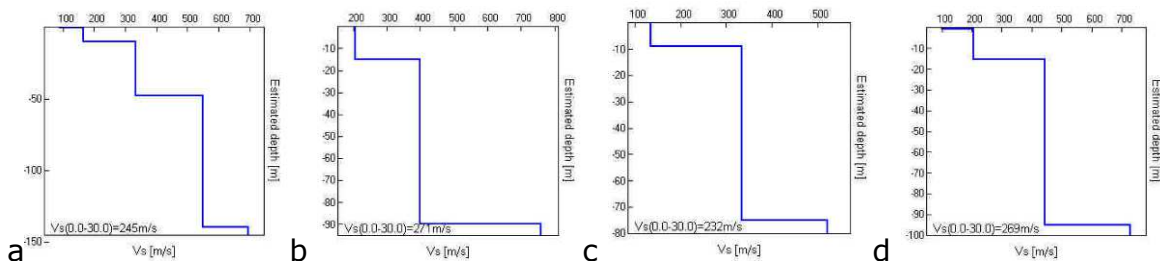 100 200 300 400 500 600 700
-50
-100
-150
Vs(0.0-30.0)=245m/s
Vs [m/s]
Estimated depth [m]
a
200 300 400 500 600 700 800
-10
-20
-30
-40
-50
-60
-70
-80
-90
Vs(0.0-30.0)=271m/s
Vs [m/s]
Estimated depth [m]
b
100 200 300 400 500
-10
-20
-30
-40
-50
-60
-70
-80
Vs(0.0-30.0)=232m/s
Vs [m/s]
Estimated depth [m]
c
100 200 300 400 500 600 700
-10
-20
-30
-40
-50
-60
-70
-80
-90
-100
Vs(0.0-30.0)=269m/s
Vs [m/s]
Estimated depth [m]
d